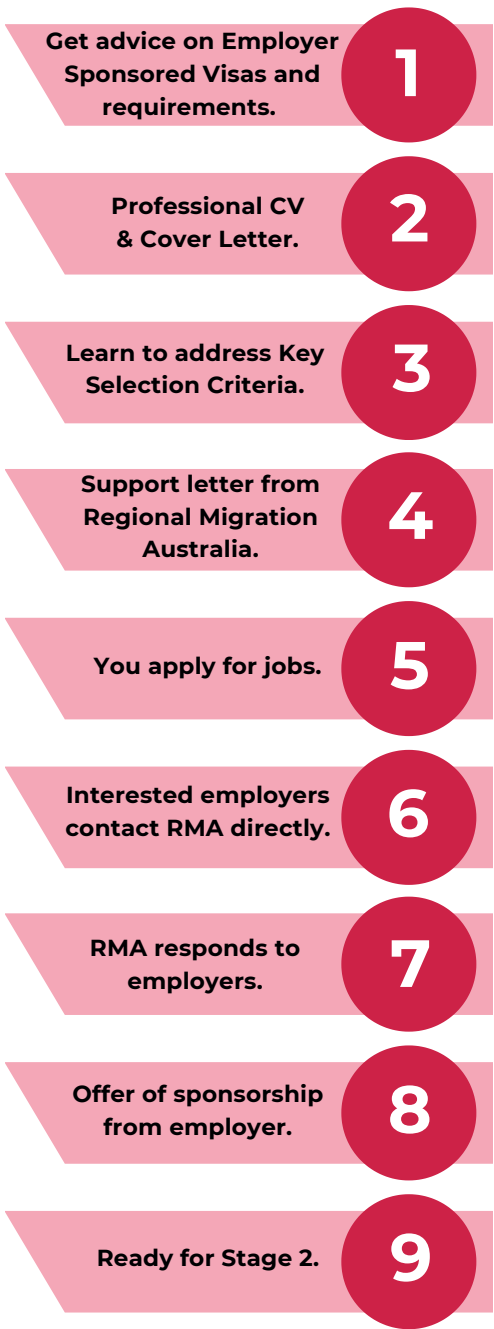 Get advice on Employer
Sponsored Visas and
requirements.
1
Professional CV
& Cover Letter.
2
Learn to address Key
Selection Criteria.
3
Support letter from
Regional Migration
Australia.
4
You apply for jobs.
5
Interested employers
contact RMA directly.
6
RMA responds to
employers.
7
Offer of sponsorship
from employer.
8
Ready for Stage 2.
9